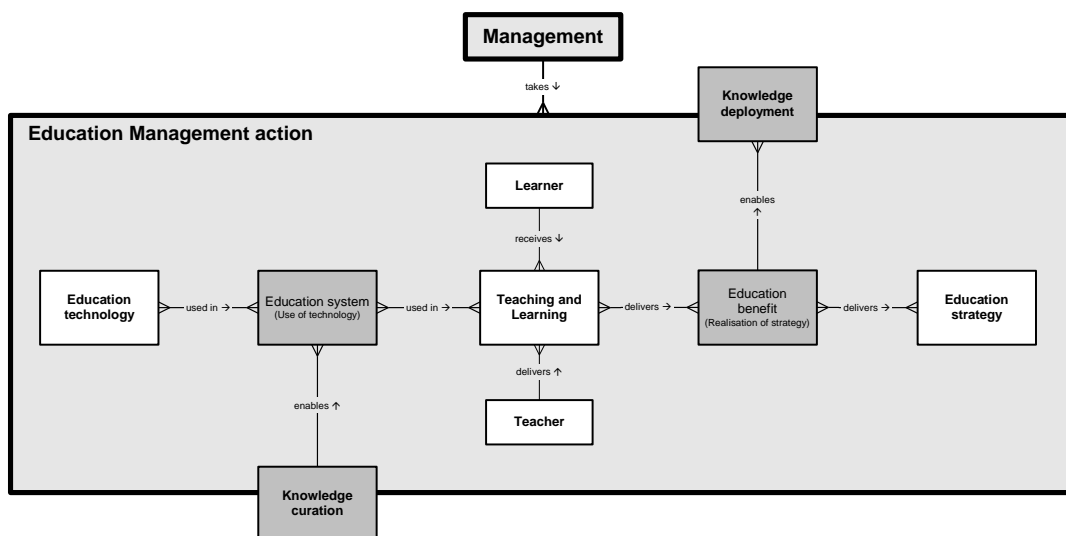 Management
takes ↓
Knowledge
deployment
Education Management action
Learner
enables
↑
receives ↓
Education
technology
used in →
Education system
(Use of technology)
used in →
Teaching and
Learning
delivers →
Education
benefit
(Realisation of strategy)
delivers →
Education
strategy
delivers ↑
enables ↑
Teacher
Knowledge
curation